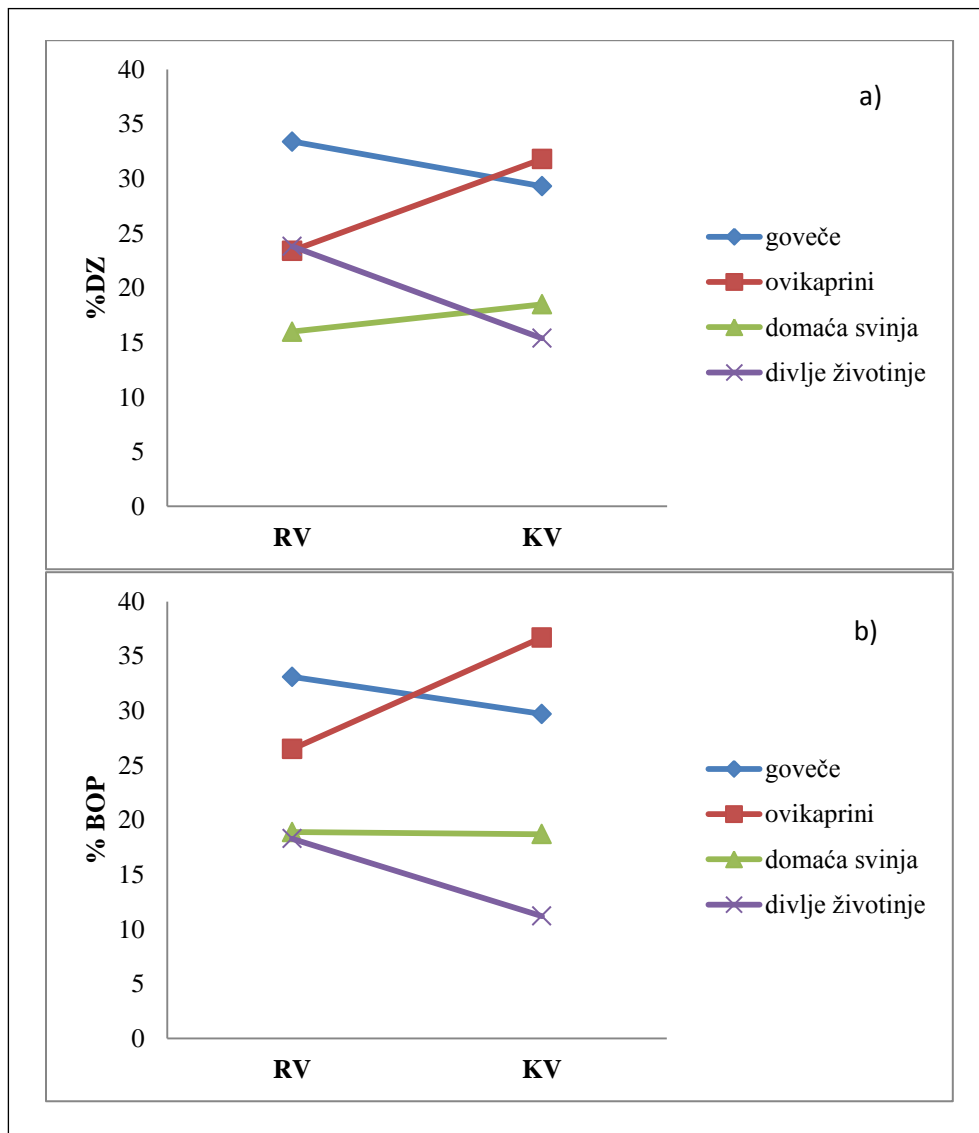 a)
40
35
30
25
20
15
10
5
0
%DZ
RV KV
goveče
ovikaprini
domaća svinja
divlje životinje
b)
40
35
30
25
20
15
10
5
0
% BOP
RV KV
goveče
ovikaprini
domaća svinja
divlje životinje